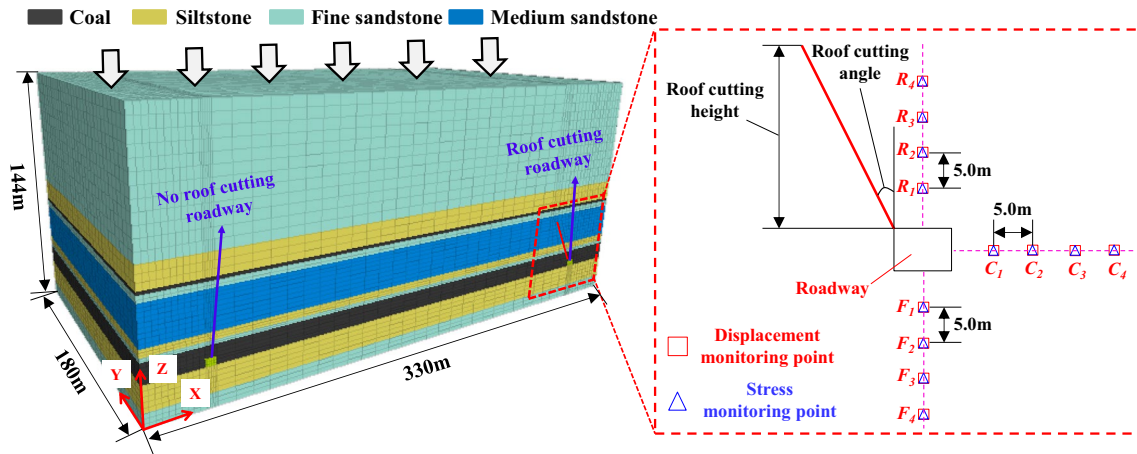 Coal
Siltstone
Fine sandstone
Medium sandstone
144m
No roof cutting
roadway
Roof cutting
roadway
180m
330m
Y
Z
X
Roof cutting
height
Roof cutting
angle
R4
R3
R2
R1
5.0m
5.0m
C1
C2
C3
C4
Roadway
F1
F2
F3
F4
5.0m
Displacement
monitoring point
Stress
monitoring point